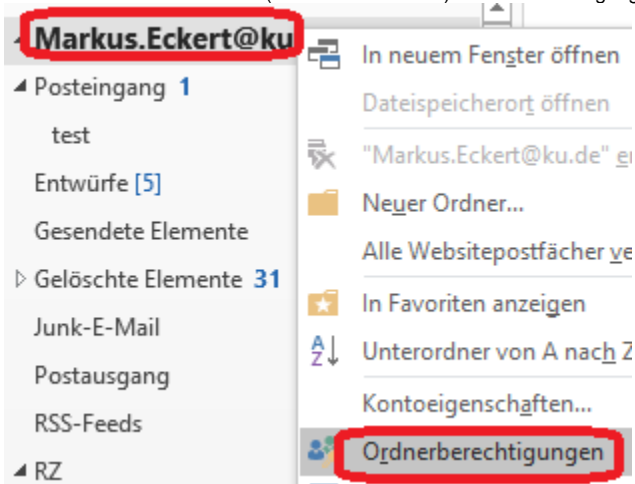 Markus.Eckert@ku
Posteingang 1
test
Entwürfe [5]
Gesendete Elemente
Gelöschte Elemente 31
Junk-E-Mail
Postausgang
RSS-Feeds
RZ
In neuem Fenster öffnen
Dateispeicherort öffnen
"Markus.Eckert@ku.de"
Neuer Ordner...
Alle Websitepostfächer
In Favoriten anzeigen
Unterordner von A nach Z
Kontoeigenschaften...
Ordnerberechtigungen